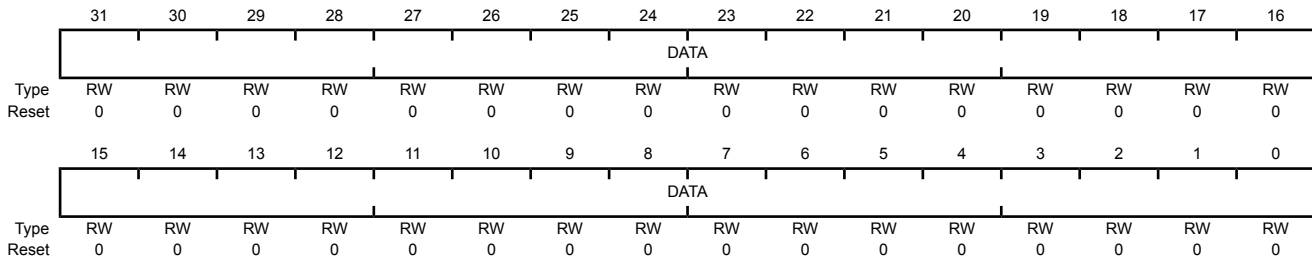 31 30 29 28 27 26 25 24 23 22 21 20 19 18 17 16
DATA
Type RW RW RW RW RW RW RW RW RW RW RW RW RW RW RW RW
Reset 0 0 0 0 0 0 0 0 0 0 0 0 0 0 0 0
15 14 13 12 11 10 9 8 7 6 5 4 3 2 1 0
DATA
Type RW RW RW RW RW RW RW RW RW RW RW RW RW RW RW RW
Reset 0 0 0 0 0 0 0 0 0 0 0 0 0 0 0 0